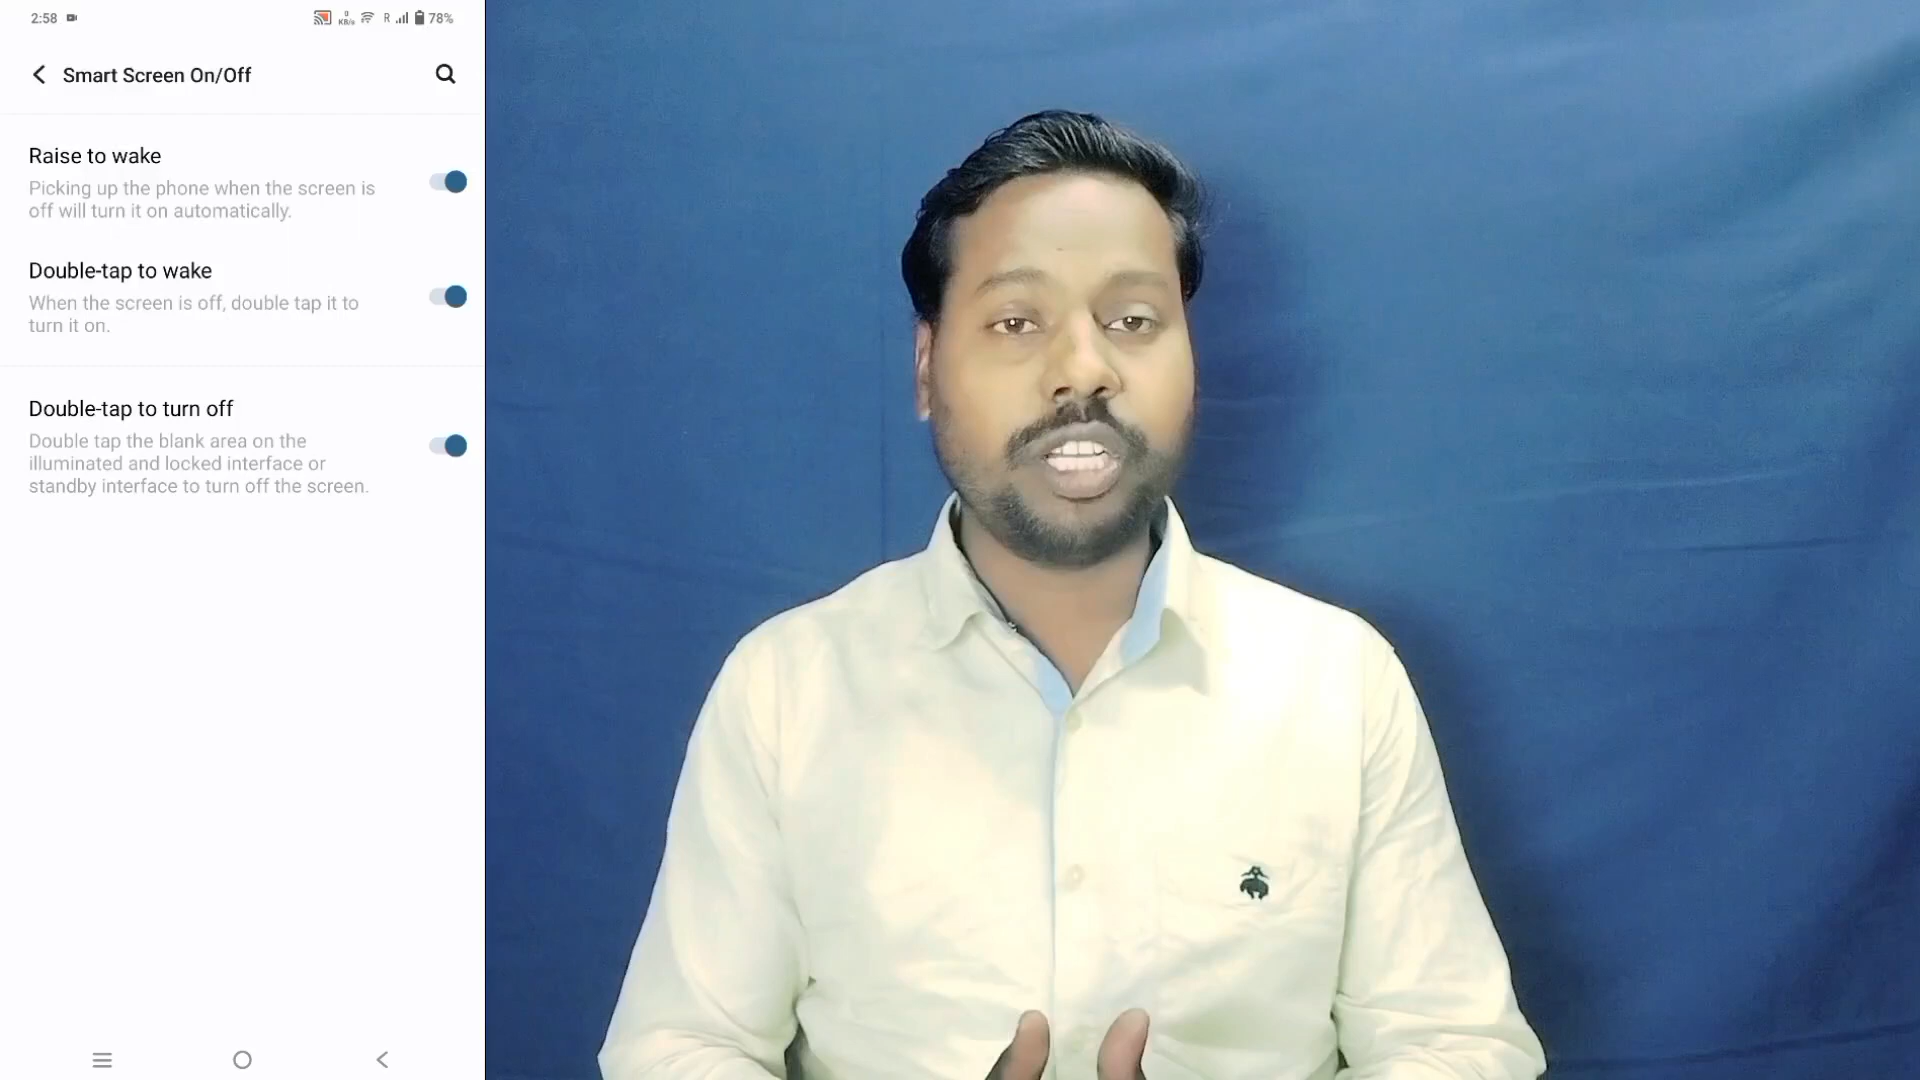 2:58 0 KB/s R 78%
Smart Screen On/Off
Raise to wake
Picking up the phone when the screen is
off will turn it on automatically.
Double-tap to wake
When the screen is off, double tap it to
turn it on.
Double-tap to turn off
Double tap the blank area on the
illuminated and locked interface or
standby interface to turn off the screen.